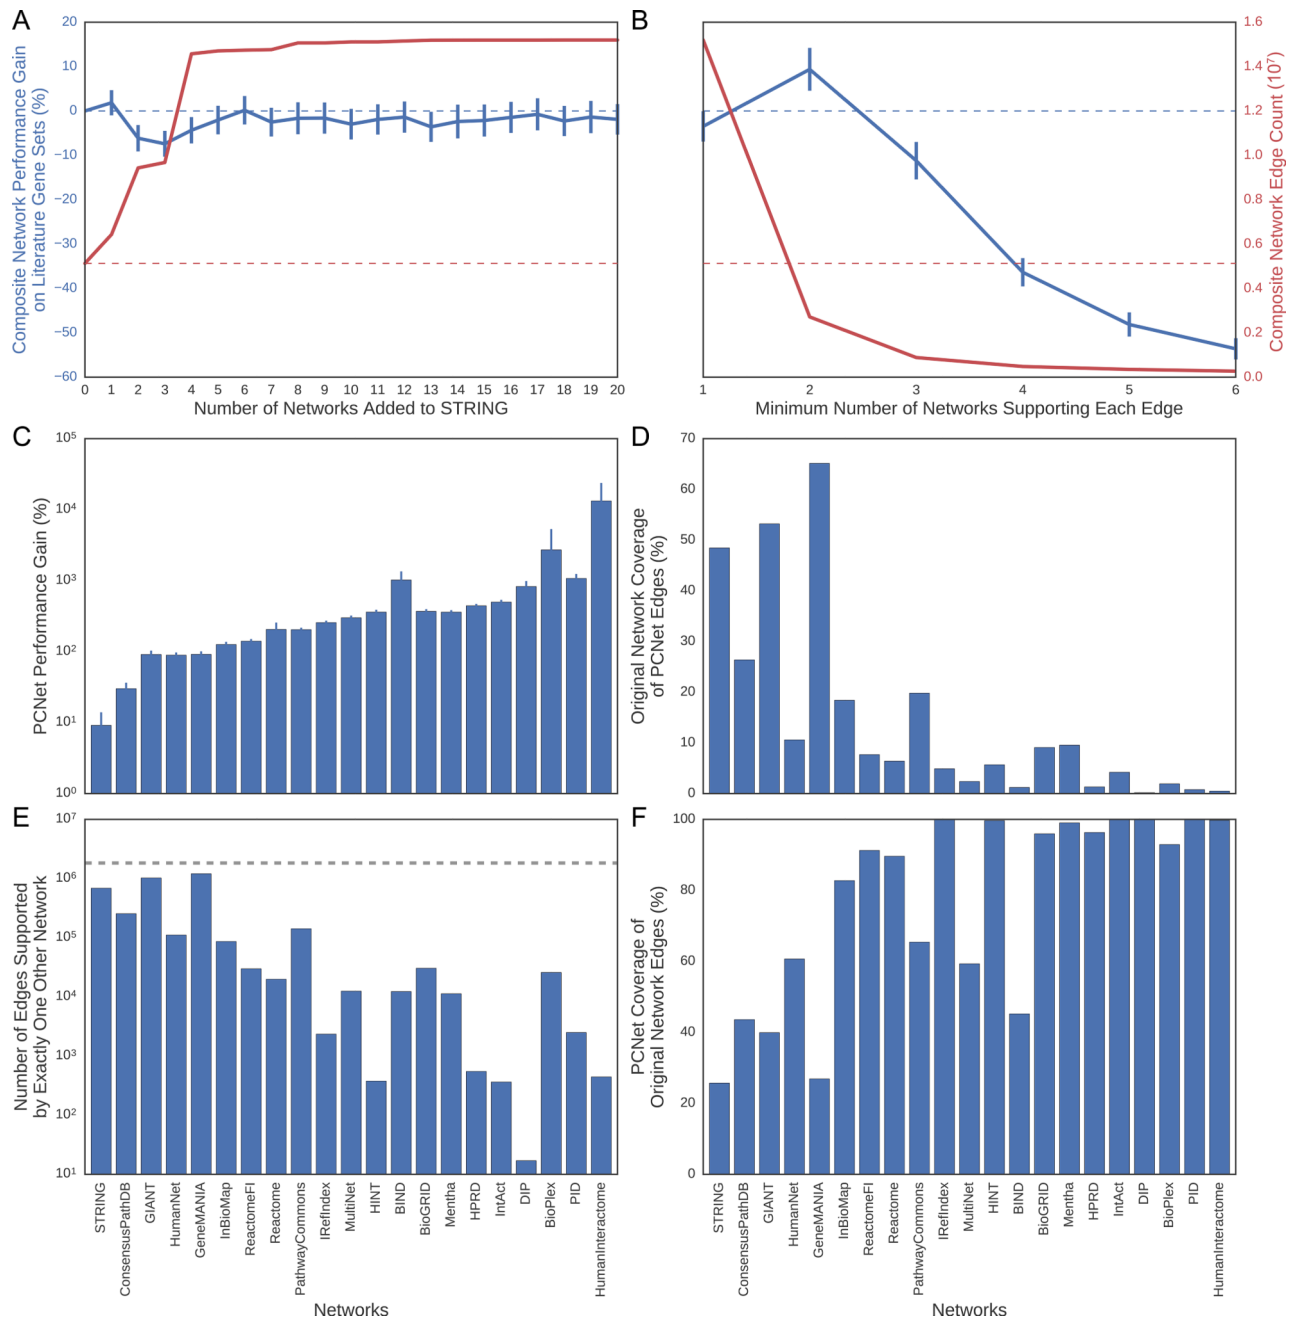 A
B
20
10
0
−10
−20
−30
−40
−50
−60
Composite Network Performance Gain
on Literature Gene Sets (%)
0 1 2 3 4 5 6 7 8 9 10 11 12 13 14 15 16 17 18 19 20
Number of Networks Added to STRING
1.6
1.4
1.2
1.0
0.8
0.6
0.4
0.2
0.0
Composite Network Edge Count (10⁷)
1 2 3 4 5 6
Minimum Number of Networks Supporting Each Edge
C
10⁵
10⁴
10³
10²
10¹
10⁰
PCNet Performance Gain (%)
D
70
60
50
40
30
20
10
0
Original Network Coverage
of PCNet Edges (%)
E
10⁷
10⁶
10⁵
10⁴
10³
10²
10¹
Number of Edges Supported
by Exactly One Other Network
STRING
ConsensusPathDB
GIANT
HumanNet
GeneMANIA
InBioMap
ReactomeFI
Reactome
PathwayCommons
IRefIndex
MultiNet
HINT
BIND
BioGRID
Mentha
HPRD
IntAct
DIP
BioPlex
PID
HumanInteractome
Networks
F
100
80
60
40
20
0
PCNet Coverage of
Original Network Edges (%)
STRING
ConsensusPathDB
GIANT
HumanNet
GeneMANIA
InBioMap
ReactomeFI
Reactome
PathwayCommons
IRefIndex
MultiNet
HINT
BIND
BioGRID
Mentha
HPRD
IntAct
DIP
BioPlex
PID
HumanInteractome
Networks